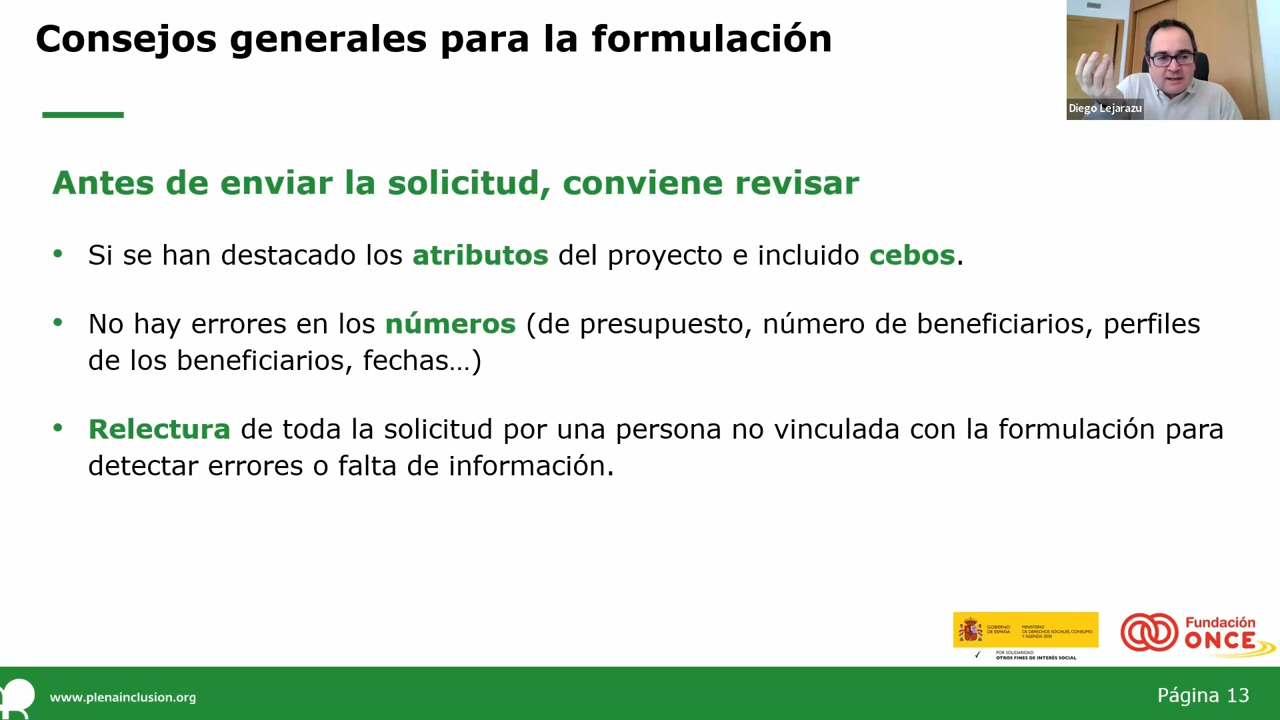 Consejos generales para la formulación
Diego Lejarazu
Antes de enviar la solicitud, conviene revisar
• Si se han destacado los atributos del proyecto e incluido cebos.
• No hay errores en los números (de presupuesto, número de beneficiarios, perfiles
de los beneficiarios, fechas...)
• Relectura de toda la solicitud por una persona no vinculada con la formulación para
detectar errores o falta de información.
GOBIERNO
DE ESPAÑA
MINISTERIO
DE DERECHOS SOCIALES, CONSUMO
Y AGENDA 2030
POR SOLIDARIDAD
OTROS FINES DE INTERÉS SOCIAL
Fundación
ONCE
www.plenainclusion.org
Página 13